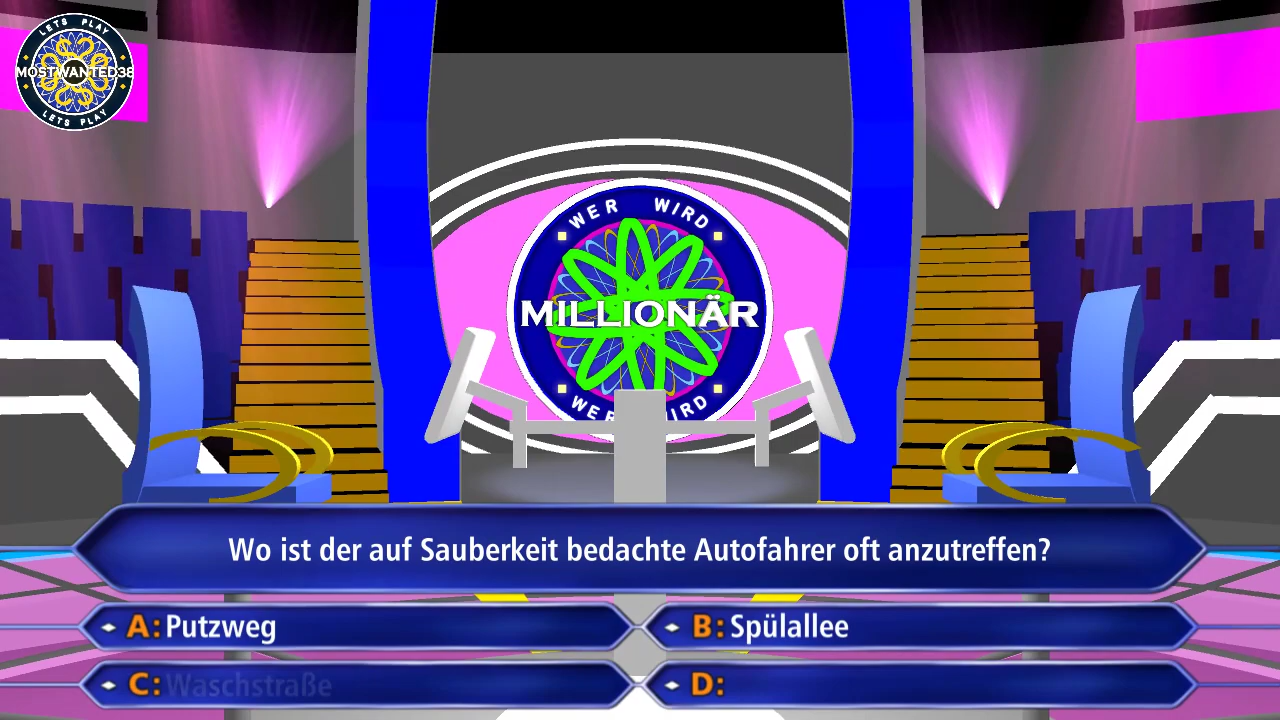 LETS PLAY
MOSTWANTED38
LETS PLAY
WER WIRD
MILLIONÄR
WER WIRD
Wo ist der auf Sauberkeit bedachte Autofahrer oft anzutreffen?
A: Putzweg
B: Spülallee
C: Waschstraße
D: